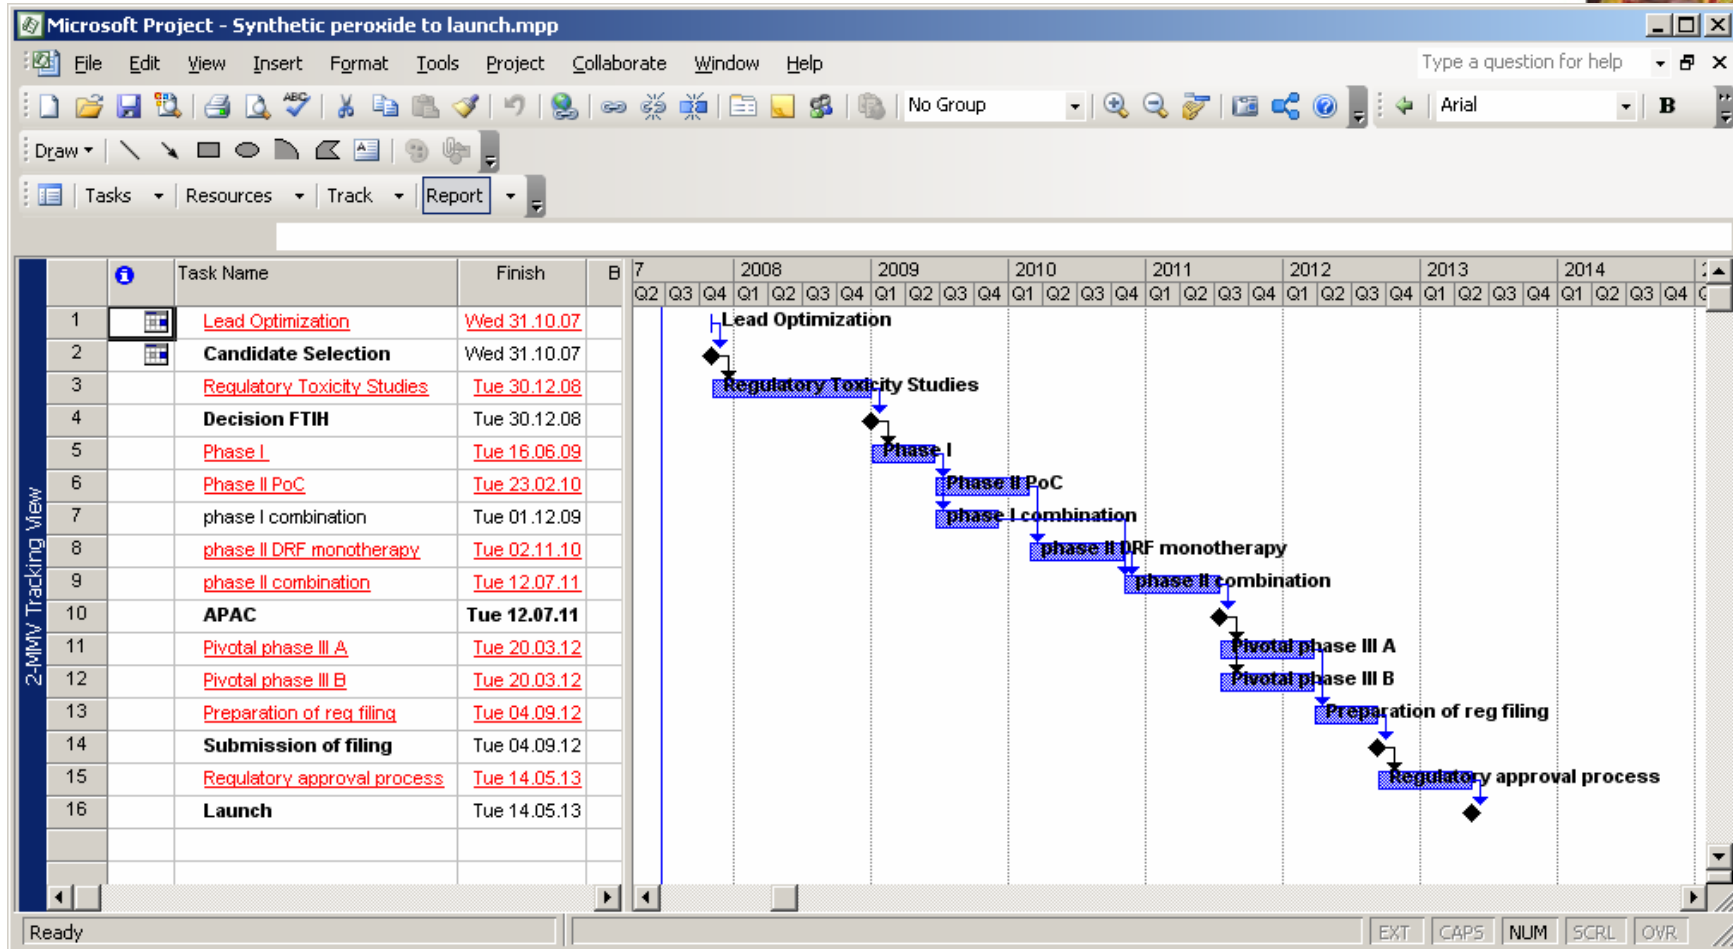 Microsoft Project - Synthetic peroxide to launch.mpp
File Edit View Insert Format Tools Project Collaborate Window Help Type a question for help
ABC No Group Arial B
Draw
Tasks Resources Track Report
Task Name Finish B 7 2008 2009 2010 2011 2012 2013 2014
Q2 Q3 Q4 Q1 Q2 Q3 Q4 Q1 Q2 Q3 Q4 Q1 Q2 Q3 Q4 Q1 Q2 Q3 Q4 Q1 Q2 Q3 Q4 Q1 Q2 Q3 Q4 Q1 Q2 Q3 Q4
1 Lead Optimization Wed 31.10.07 Lead Optimization
2 Candidate Selection Wed 31.10.07
3 Regulatory Toxicity Studies Tue 30.12.08 Regulatory Toxicity Studies
4 Decision FTIH Tue 30.12.08
5 Phase I Tue 16.06.09 Phase I
6 Phase II PoC Tue 23.02.10 Phase II PoC
7 phase I combination Tue 01.12.09 phase I combination
8 phase II DRF monotherapy Tue 02.11.10 phase II DRF monotherapy
9 phase II combination Tue 12.07.11 phase II combination
10 APAC Tue 12.07.11
11 Pivotal phase III A Tue 20.03.12 Pivotal phase III A
12 Pivotal phase III B Tue 20.03.12 Pivotal phase III B
13 Preparation of reg filing Tue 04.09.12 Preparation of reg filing
14 Submission of filing Tue 04.09.12
15 Regulatory approval process Tue 14.05.13 Regulatory approval process
16 Launch Tue 14.05.13
2-MMV Tracking View
Ready EXT CAPS NUM SCRL OVR